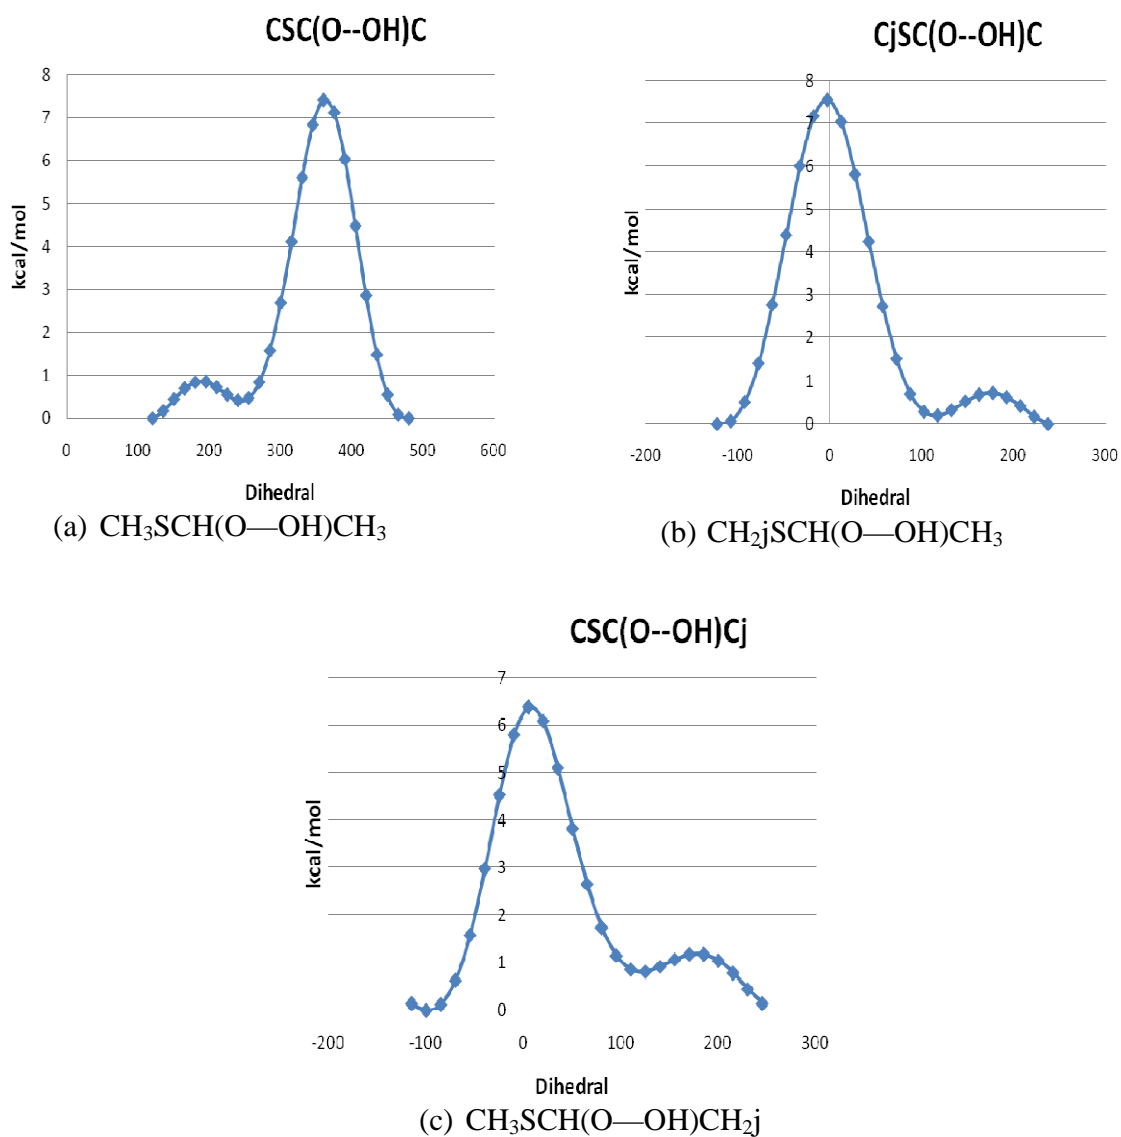 CSC(O--OH)C
8
7
6
5
4
3
2
1
0
kcal/mol
0 100 200 300 400 500 600
Dihedral
(a) CH₃SCH(O—OH)CH₃
CjSC(O--OH)C
8
7
6
5
4
3
2
1
0
kcal/mol
-200 -100 0 100 200 300
Dihedral
(b) CH₂jSCH(O—OH)CH₃
CSC(O--OH)Cj
7
6
5
4
3
2
1
0
kcal/mol
-200 -100 0 100 200 300
Dihedral
(c) CH₃SCH(O—OH)CH₂j